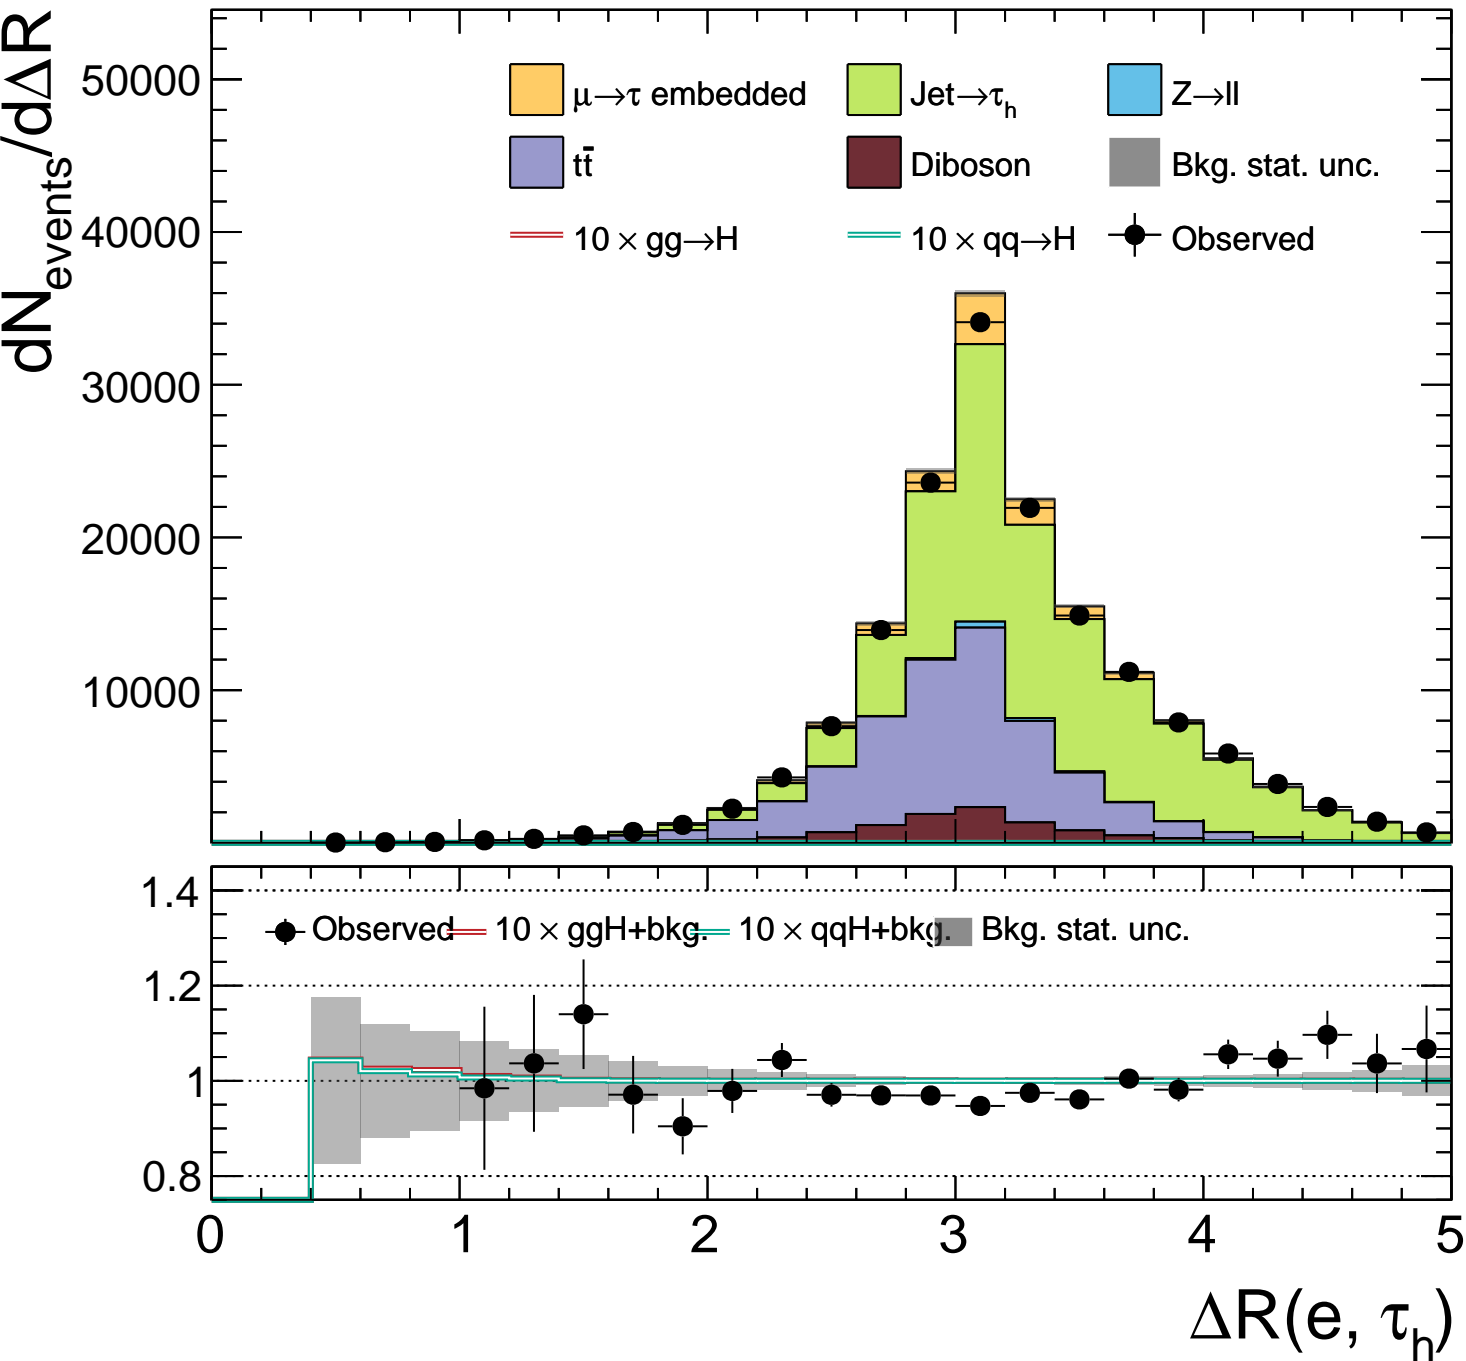 dN_events/dΔR
50000
40000
30000
20000
10000
μ→τ embedded
Jet→τ_h
Z→ll
tt̄
Diboson
Bkg. stat. unc.
10 × gg→H
10 × qq→H
Observed
1.4
1.2
1
0.8
Observed
10 × ggH+bkg.
10 × qqH+bkg.
Bkg. stat. unc.
0 1 2 3 4 5
ΔR(e, τ_h)